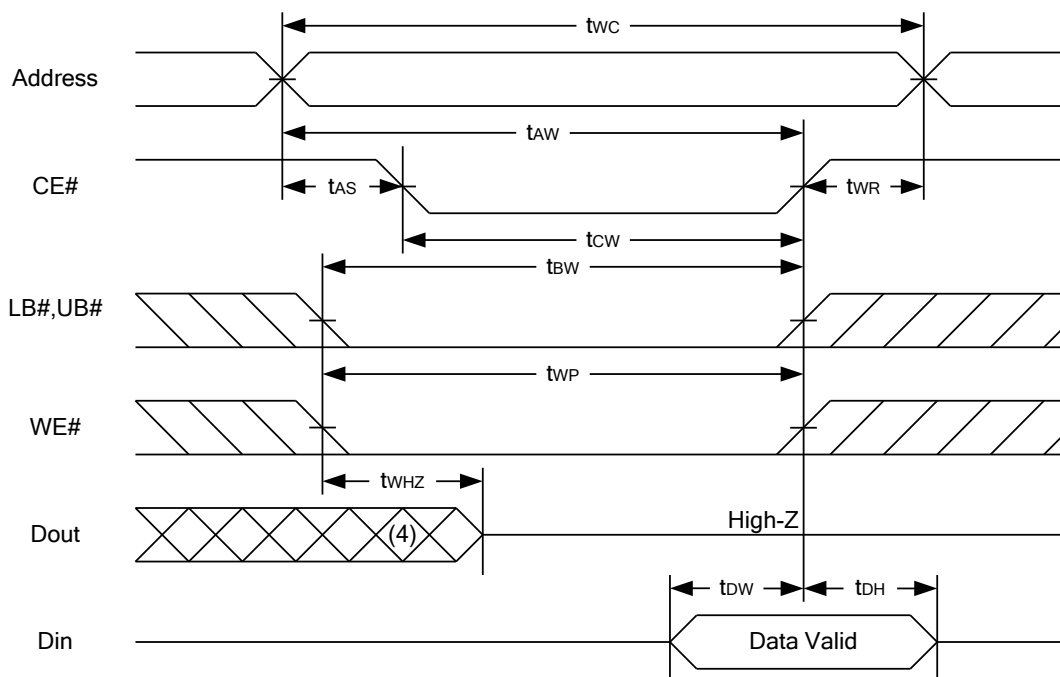 tWC
Address
tAW
CE#
tAS
tWR
tCW
tBW
LB#,UB#
tWP
WE#
tWHZ
Dout
(4)
High-Z
tDW
tDH
Din
Data Valid